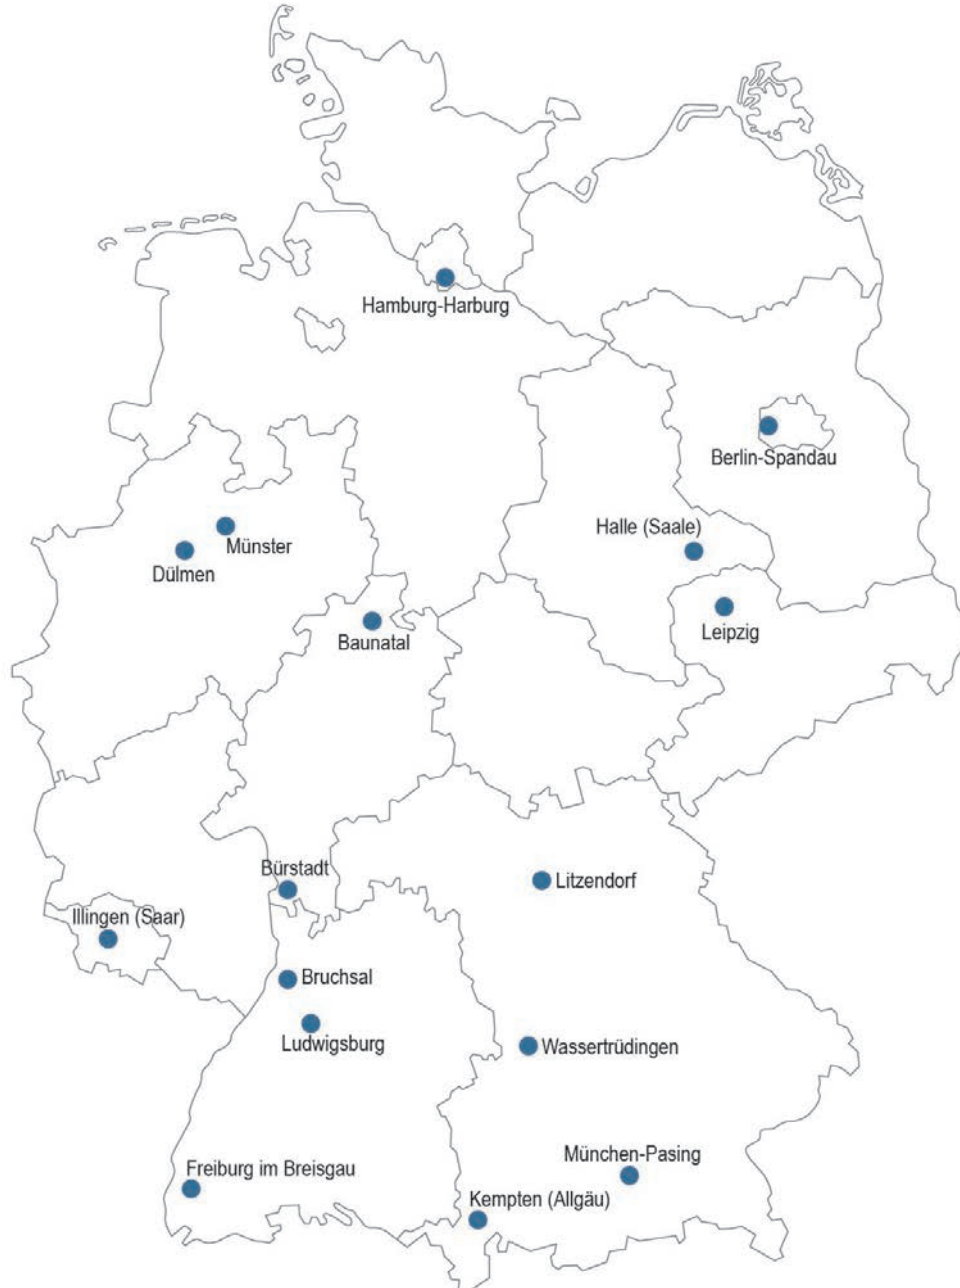 Hamburg-Harburg
Berlin-Spandau
Halle (Saale)
Münster
Dülmen
Leipzig
Baunatal
Bürstadt
Litzendorf
Illingen (Saar)
Bruchsal
Ludwigsburg
Wassertrüdingen
München-Pasing
Freiburg im Breisgau
Kempten (Allgäu)